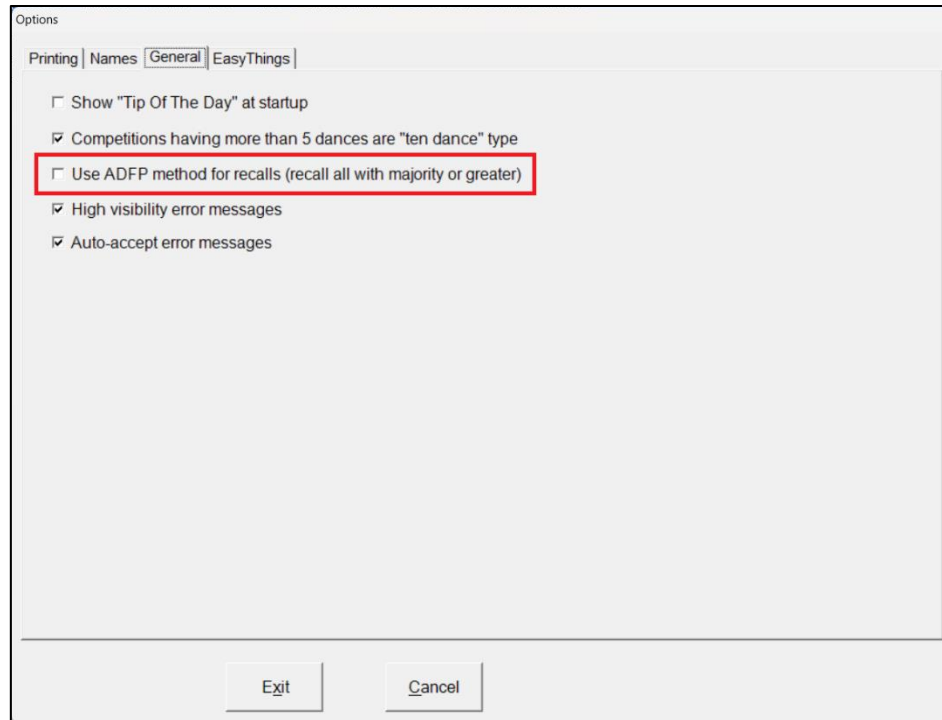 Options
Printing Names General EasyThings
Show "Tip Of The Day" at startup
Competitions having more than 5 dances are "ten dance" type
Use ADFP method for recalls (recall all with majority or greater)
High visibility error messages
Auto-accept error messages
Exit Cancel